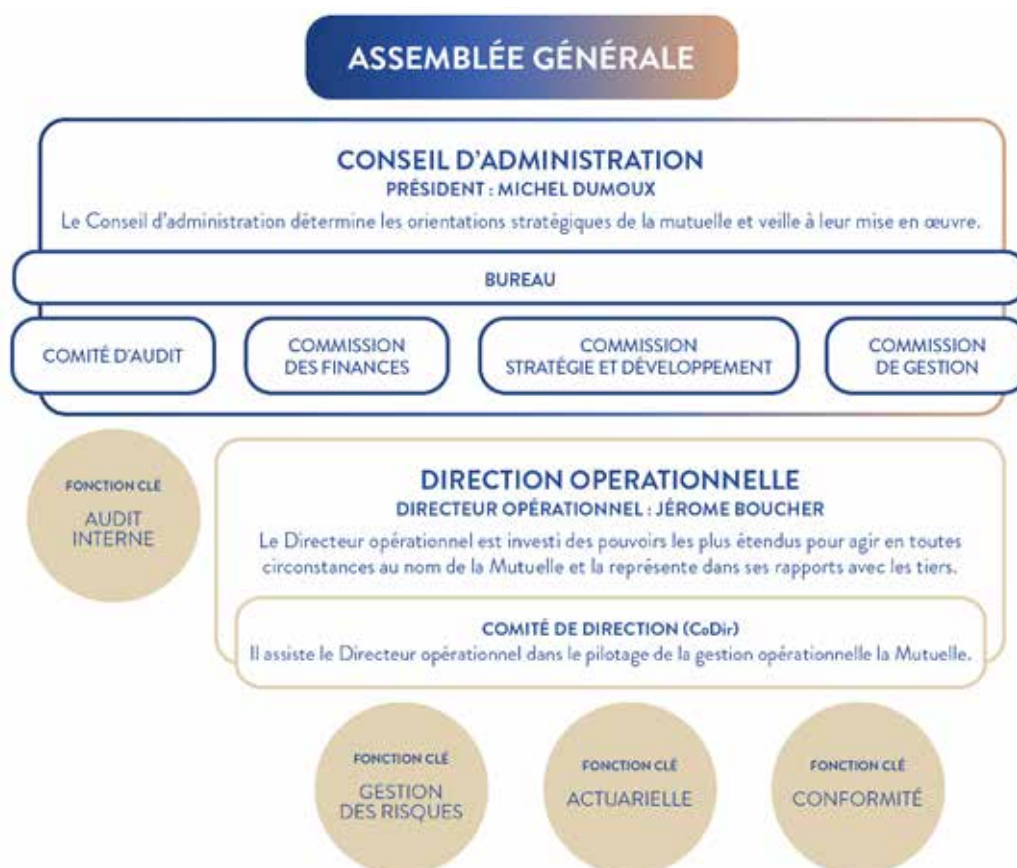 ASSEMBLÉE GÉNÉRALE
CONSEIL D'ADMINISTRATION
PRÉSIDENT : MICHEL DUMOUX
Le Conseil d'administration détermine les orientations stratégiques de la mutuelle et veille à leur mise en œuvre.
BUREAU
COMITÉ D'AUDIT
COMMISSION
DES FINANCES
COMMISSION
STRATÉGIE ET DÉVELOPPEMENT
COMMISSION
DE GESTION
FONCTION CLÉ
AUDIT
INTERNE
DIRECTION OPERATIONNELLE
DIRECTEUR OPÉRATIONNEL : JÉROME BOUCHER
Le Directeur opérationnel est investi des pouvoirs les plus étendus pour agir en toutes
circonstances au nom de la Mutuelle et la représente dans ses rapports avec les tiers.
COMITÉ DE DIRECTION (CoDir)
Il assiste le Directeur opérationnel dans le pilotage de la gestion opérationnelle la Mutuelle.
FONCTION CLÉ
GESTION
DES RISQUES
FONCTION CLÉ
ACTUARIELLE
FONCTION CLÉ
CONFORMITÉ